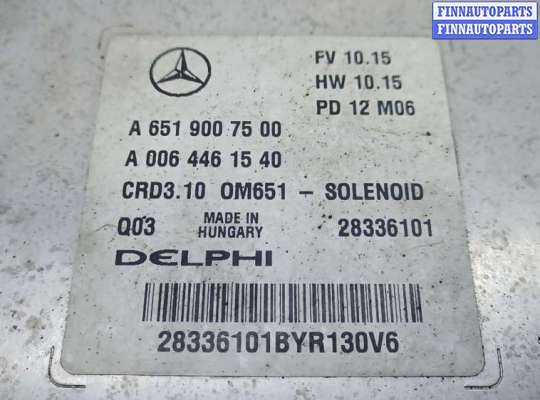 FINNAUTOPARTS
FINNAUTOPARTS
FV 10.15
HW 10.15
PD 12 M06
A 651 900 75 00
A 006 446 15 40
CRD3.10 OM651 - SOLENOID
Q03 MADE IN HUNGARY 28336101
DELPHI
28336101BYR130V6